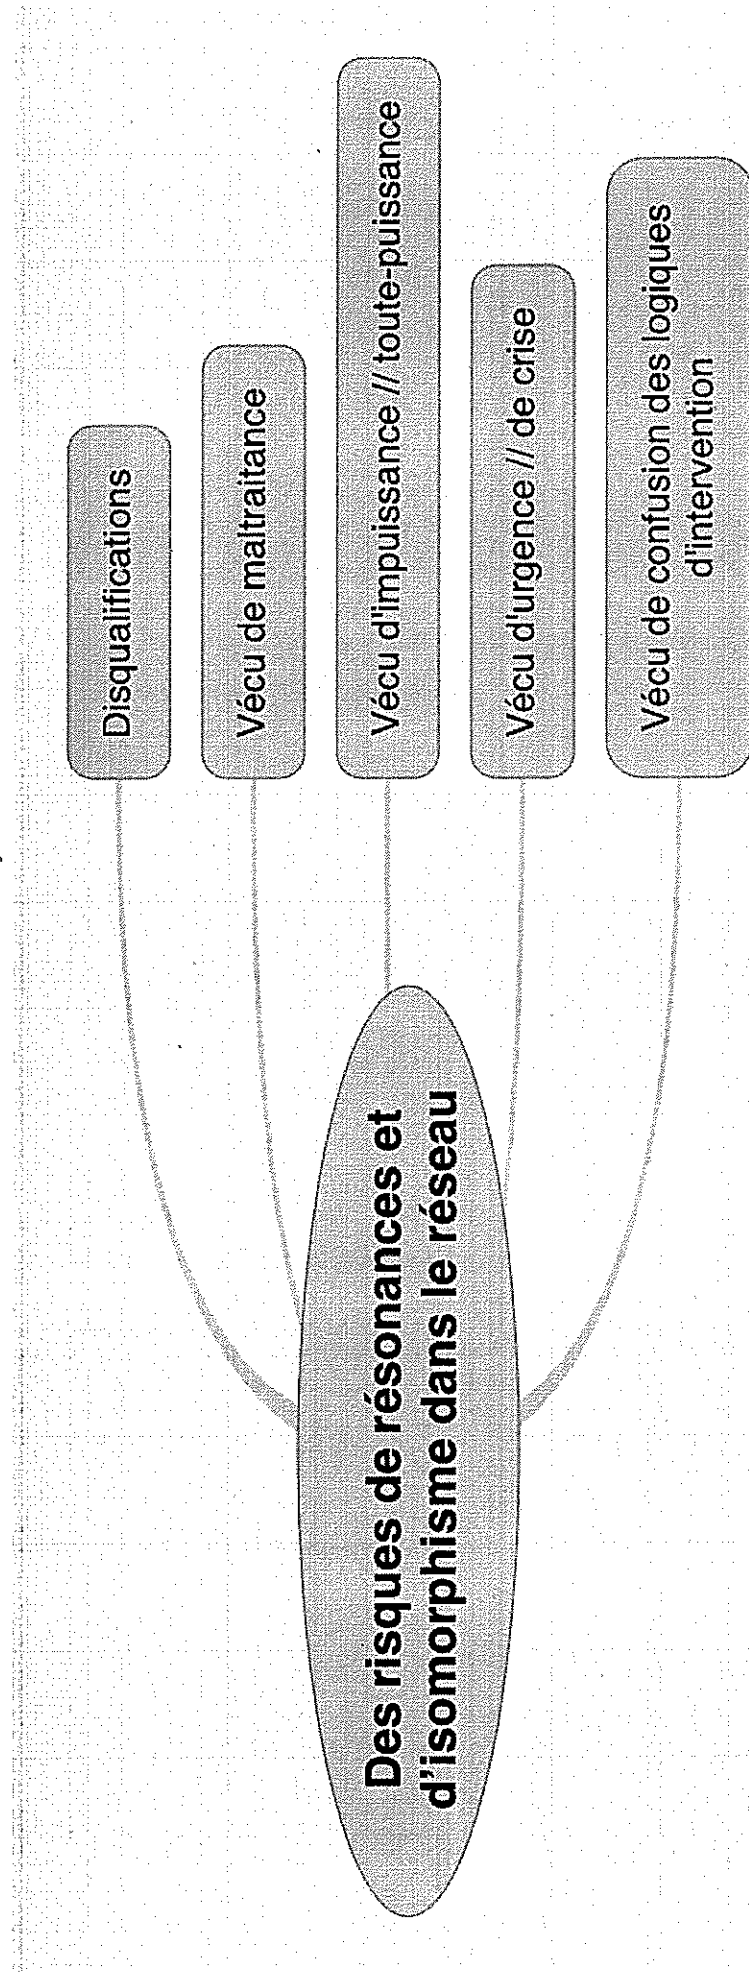 Des risques de résonances et
d'isomorphisme dans le réseau
Disqualifications
Vécu de maltraitance
Vécu d'impuissance // toute-puissance
Vécu d'urgence // de crise
Vécu de confusion des logiques
d'intervention